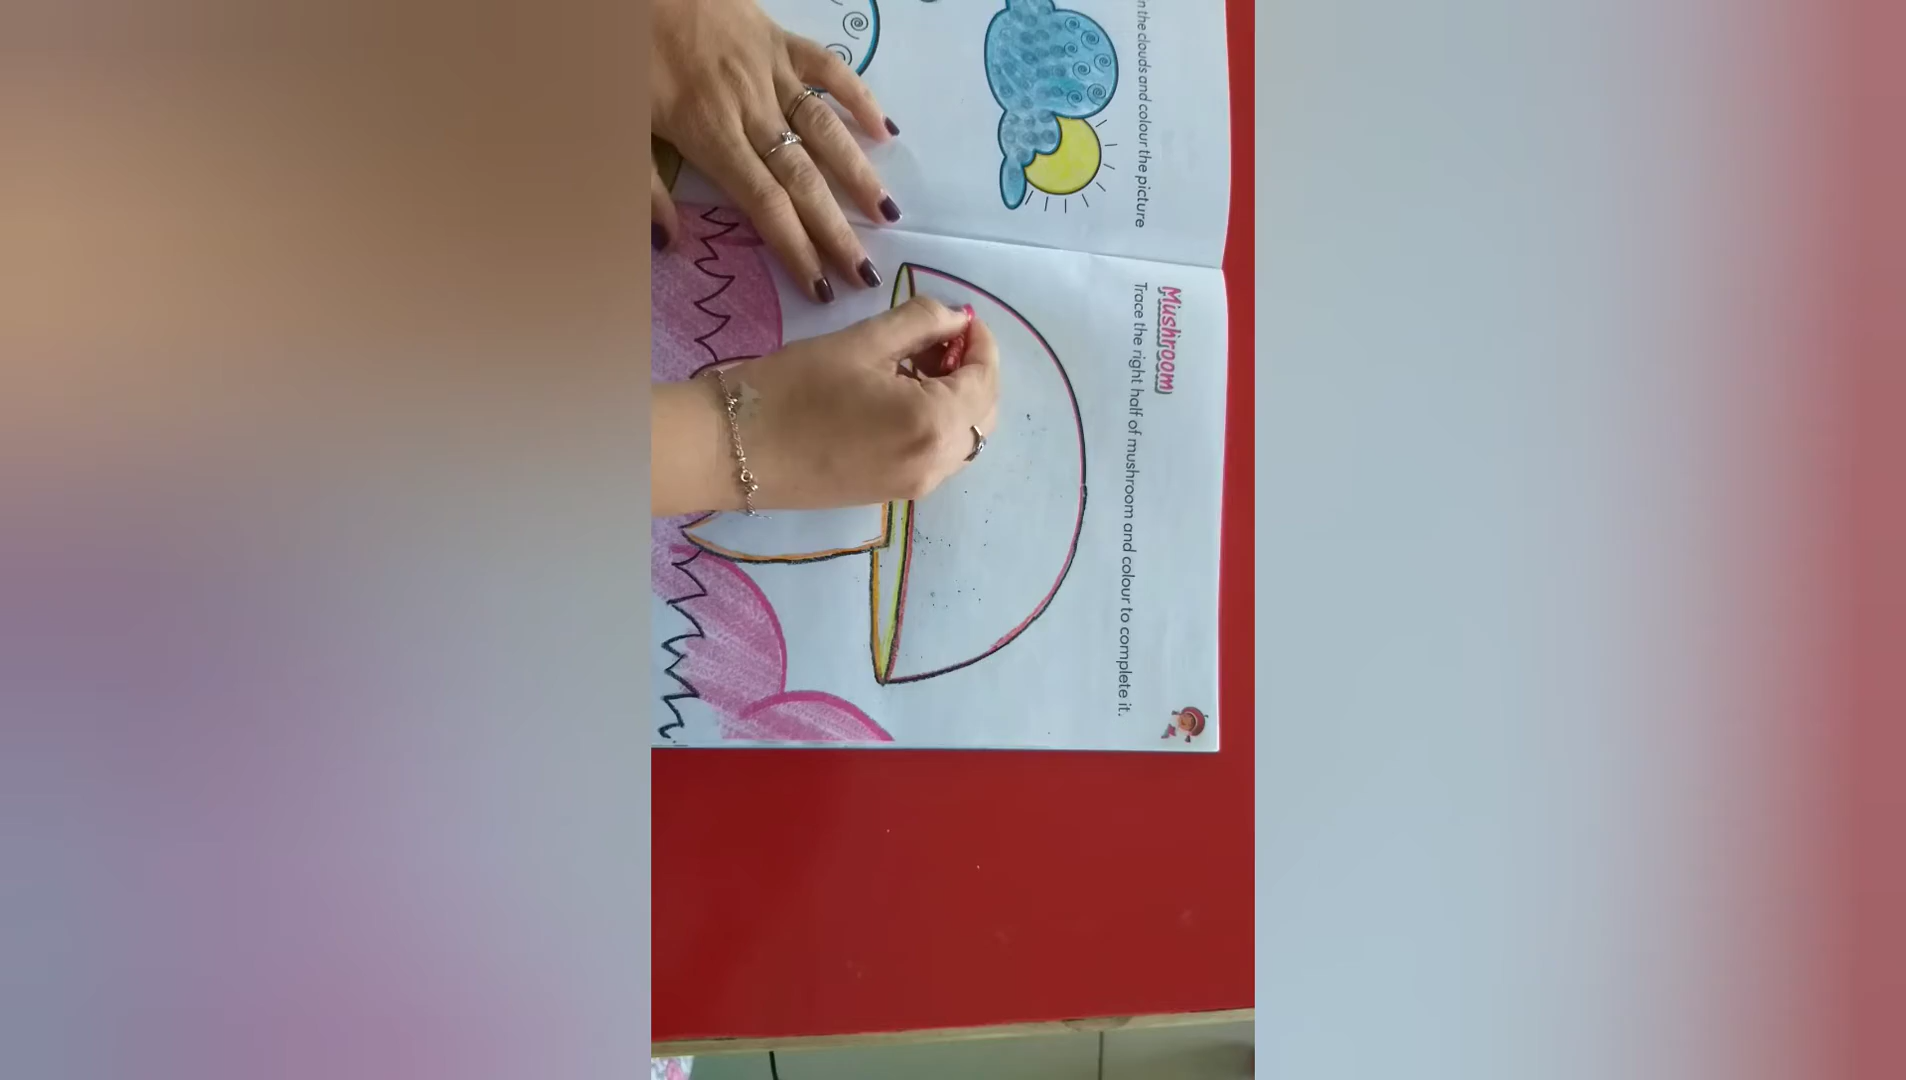 n the clouds and colour the picture
Mushroom
Trace the right half of mushroom and colour to complete it.